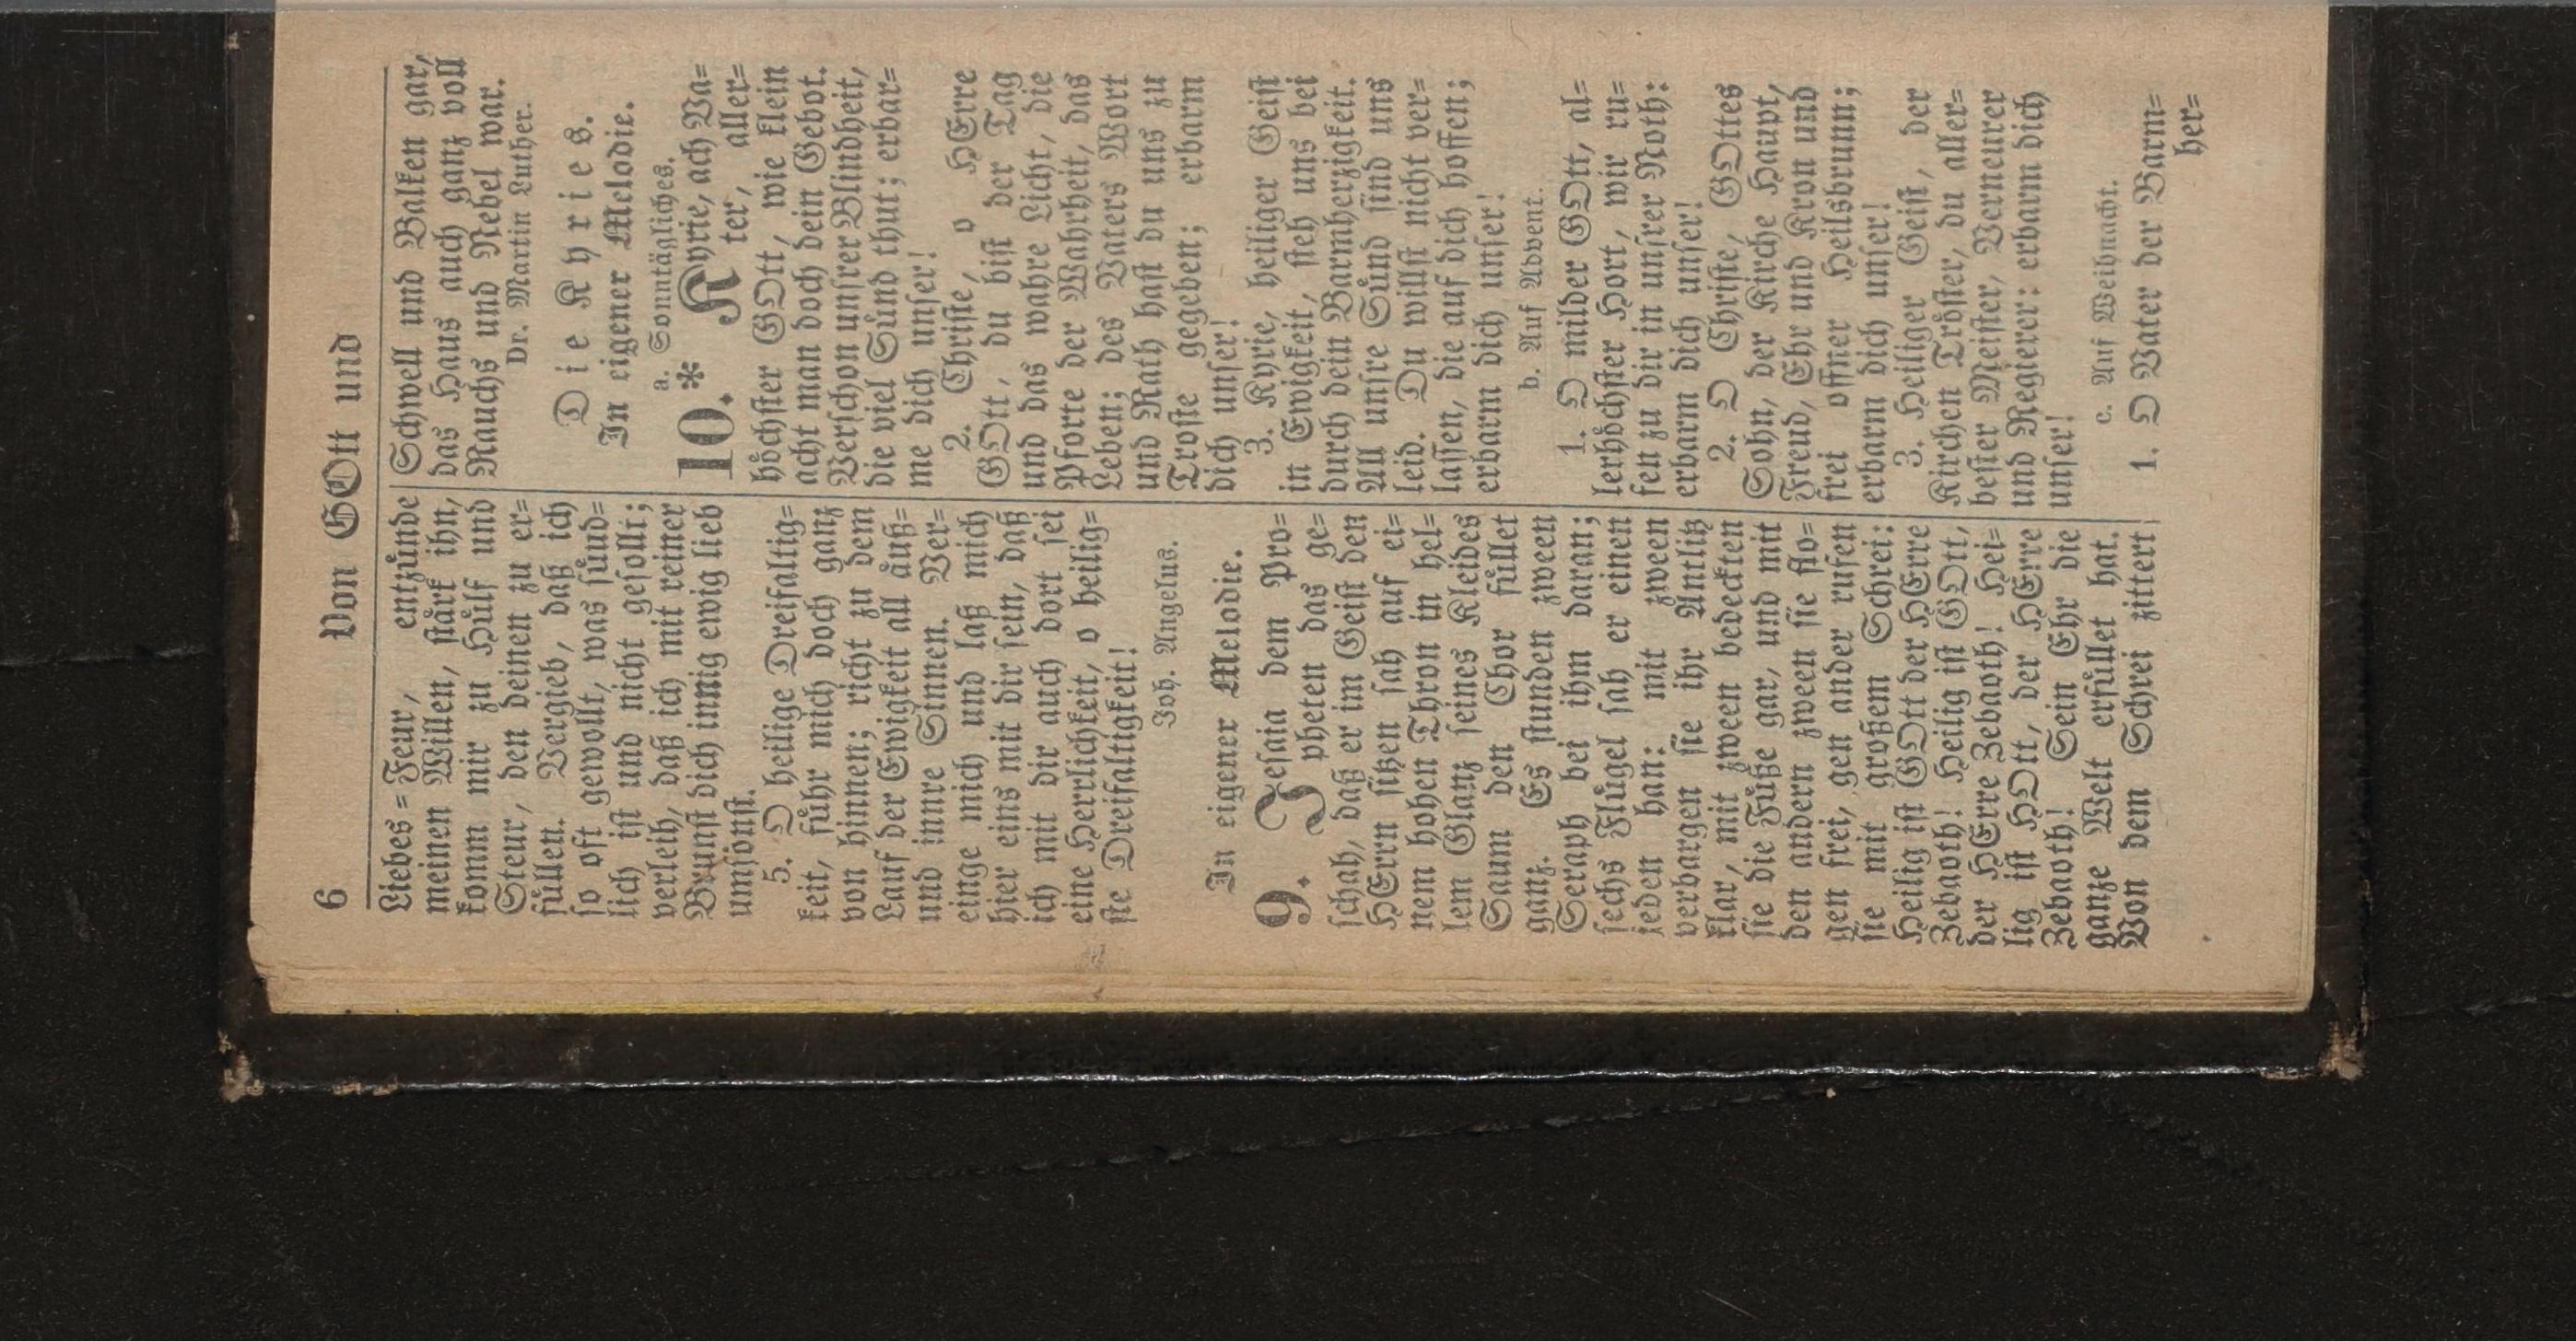 6
Von GOtt und
Liebes=Feur, entzünde
meinen Willen, stärk ihn,
komm mir zu Hülf und
Steur, den deinen zu er=
füllen. Vergieb, daß ich
so oft gewollt, was sünd=
lich ist und nicht gesollt;
verleih, daß ich mit reiner
Brunst dich innig ewig lieb
umsonst.
5. O heilige Dreifaltig=
keit, führ mich doch ganz
von hinnen; richt zu dem
Lauf der Ewigkeit all äuß=
und innre Sinnen. Ver=
einge mich und laß mich
hier eins mit dir sein, daß
ich mit dir auch dort sei
eine Herrlichkeit, o heilig=
ste Dreifaltigkeit!
Joh. Angelus.
In eigener Melodie.
9. Jesaia dem Pro=
pheten das ge=
schah, daß er im Geist den
HErrn sitzen sah auf ei=
nem hohen Thron in hel=
lem Glanz seines Kleides
Saum den Chor füllet
ganz. Es stunden zween
Seraph bei ihm daran;
sechs Flügel sah er einen
jeden han: mit zween
verbargen sie ihr Antlitz
klar, mit zween bedeckten
sie die Füße gar, und mit
den andern zween sie flo=
gen frei, gen ander rufen
sie mit großem Schrei:
Heilig ist GOtt der HErre
Zebaoth! Heilig ist GOtt,
der HErre Zebaoth! Hei=
lig ist HOtt, der HErre
Zebaoth! Sein Ehr die
ganze Welt erfüllet hat.
Von dem Schrei zittert
Schwell und Balken gar,
das Haus auch ganz voll
Rauchs und Nebel war.
Dr. Martin Luther.
Die Kyries.
In eigener Melodie.
a. Sonntägliches.
10.* Kyrie, ach Va=
ter, aller=
höchster GOtt, wie klein
acht man doch dein Gebot.
Verschon unsrer Blindheit,
die viel Sünd thut; erbar=
me dich unser!
2. Christe, o HErre
GOtt, du bist der Tag
und das wahre Licht, die
Pforte der Wahrheit, das
Leben; des Vaters Wort
und Rath hast du uns zu
Troste gegeben; erbarm
dich unser!
3. Kyrie, heiliger Geist
in Ewigkeit, steh uns bei
durch dein Barmherzigkeit.
All unsre Sünd sind uns
leid. Du willst nicht ver=
lassen, die auf dich hoffen;
erbarm dich unser!
b. Auf Advent.
1. O milder GOtt, al=
lerhöchster Hort, wir ru=
fen zu dir in unsrer Noth:
erbarm dich unser!
2. O Christe, GOttes
Sohn, der Kirche Haupt,
Freud, Ehr und Kron und
frei offner Heilsbrunn;
erbarm dich unser!
3. Heiliger Geist, der
Kirchen Tröster, du aller=
bester Meister, Verneurer
und Regierer: erbarm dich
unser!
c. Auf Weihnacht.
1. O Vater der Barm=
her=